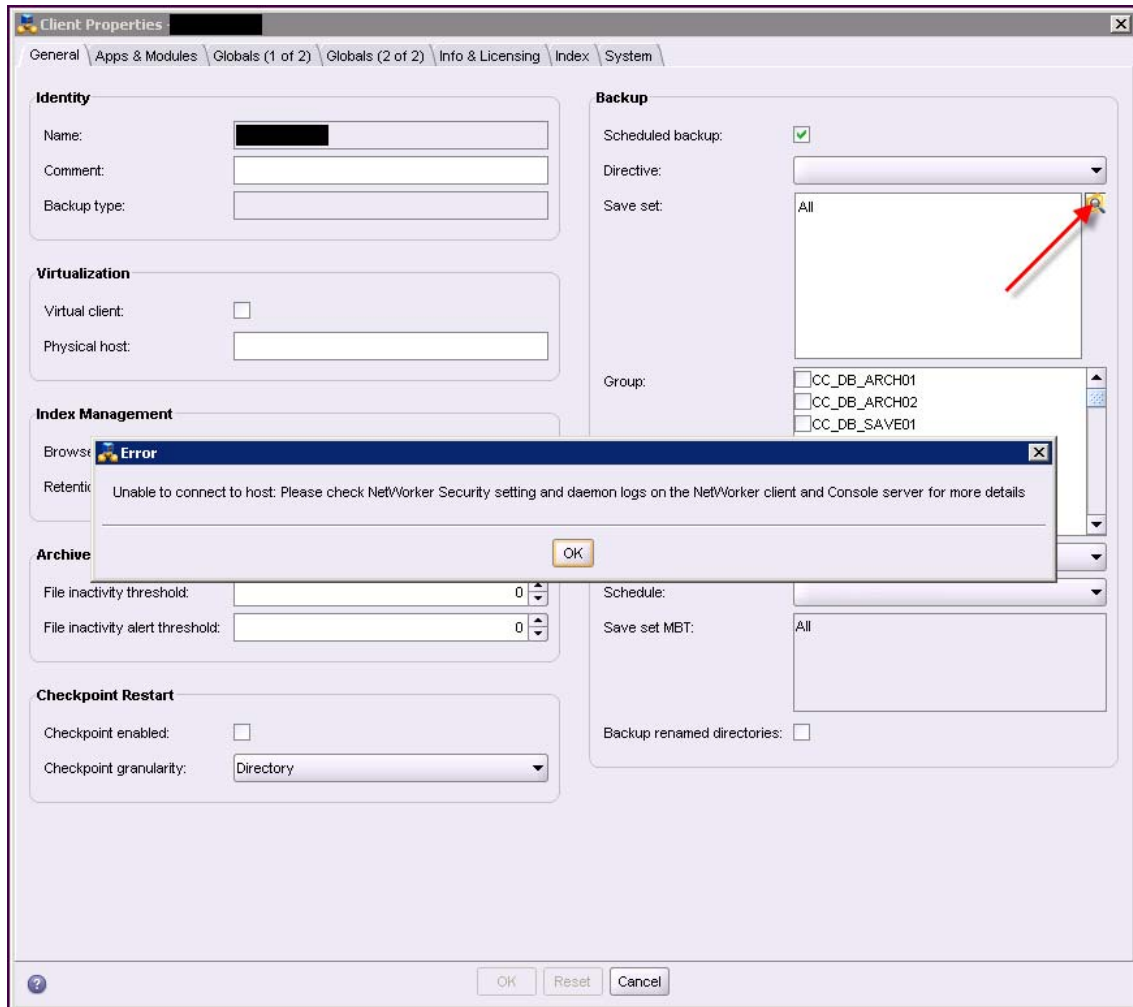 Client Properties -
General Apps & Modules Globals (1 of 2) Globals (2 of 2) Info & Licensing Index System
Identity
Name:
Comment:
Backup type:
Virtualization
Virtual client:
Physical host:
Index Management
Browse
Retentio
Archive
File inactivity threshold: 0
File inactivity alert threshold: 0
Checkpoint Restart
Checkpoint enabled:
Checkpoint granularity: Directory
Backup
Scheduled backup:
Directive:
Save set: All
Group: CC_DB_ARCH01
CC_DB_ARCH02
CC_DB_SAVE01
Schedule:
Save set MBT: All
Backup renamed directories:
Error
Unable to connect to host: Please check NetWorker Security setting and daemon logs on the NetWorker client and Console server for more details
OK
OK Reset Cancel